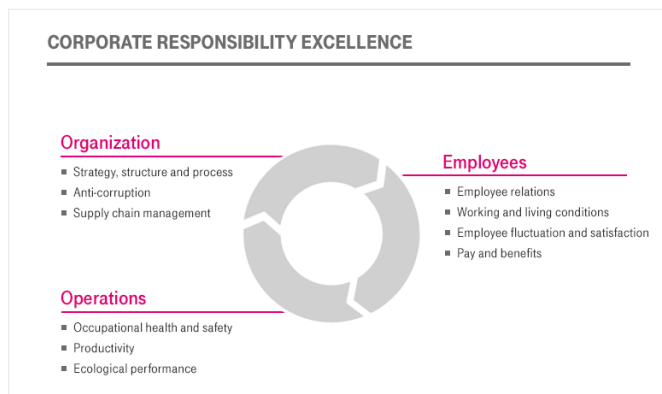 CORPORATE RESPONSIBILITY EXCELLENCE
Organization
Strategy, structure and process
Anti-corruption
Supply chain management
Employees
Employee relations
Working and living conditions
Employee fluctuation and satisfaction
Pay and benefits
Operations
Occupational health and safety
Productivity
Ecological performance